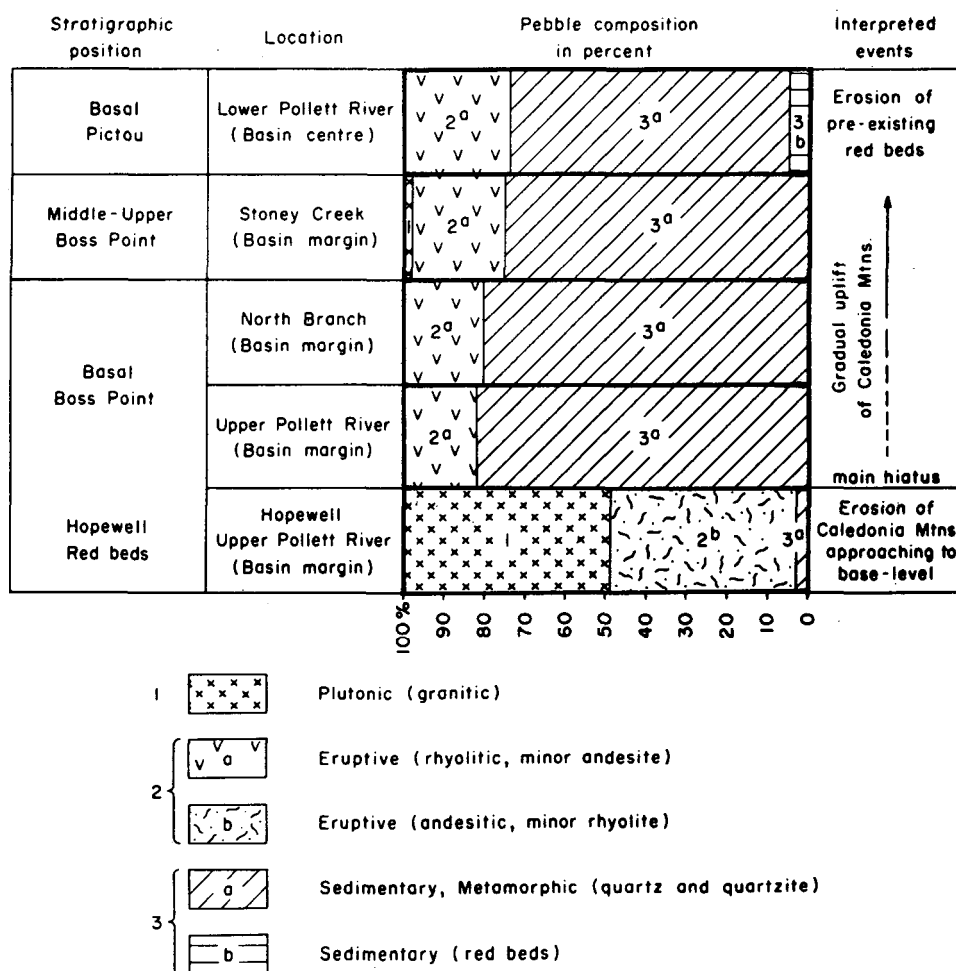 Stratigraphic position
Location
Pebble composition in percent
Interpreted events
Basal Pictou
Lower Pollett River (Basin centre)
2a
3a
3b
Erosion of pre-existing red beds
Middle-Upper Boss Point
Stoney Creek (Basin margin)
1
2a
3a
Gradual uplift of Caledonia Mtns.
Basal Boss Point
North Branch (Basin margin)
2a
3a
Upper Pollett River (Basin margin)
2a
3a
main hiatus
Hopewell Red beds
Hopewell Upper Pollett River (Basin margin)
1
2b
3a
Erosion of Caledonia Mtns. approaching to base-level
100%
90
80
70
60
50
40
30
20
10
0
1
Plutonic (granitic)
2
a
Eruptive (rhyolitic, minor andesite)
b
Eruptive (andesitic, minor rhyolite)
3
a
Sedimentary, Metamorphic (quartz and quartzite)
b
Sedimentary (red beds)